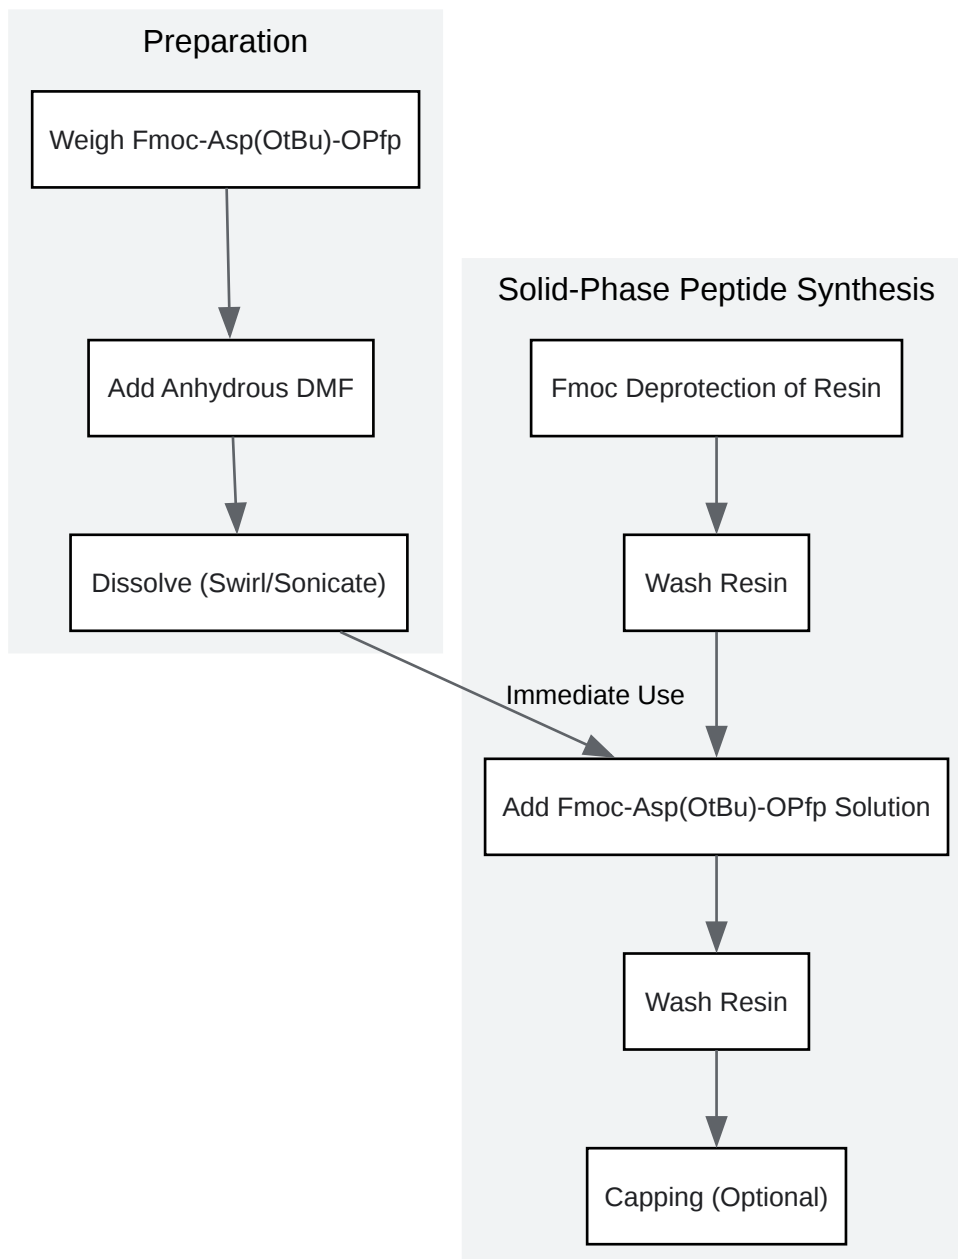 Preparation
Weigh Fmoc-Asp(OtBu)-OPfp
Add Anhydrous DMF
Dissolve (Swirl/Sonicate)
Solid-Phase Peptide Synthesis
Fmoc Deprotection of Resin
Wash Resin
Immediate Use
Add Fmoc-Asp(OtBu)-OPfp Solution
Wash Resin
Capping (Optional)